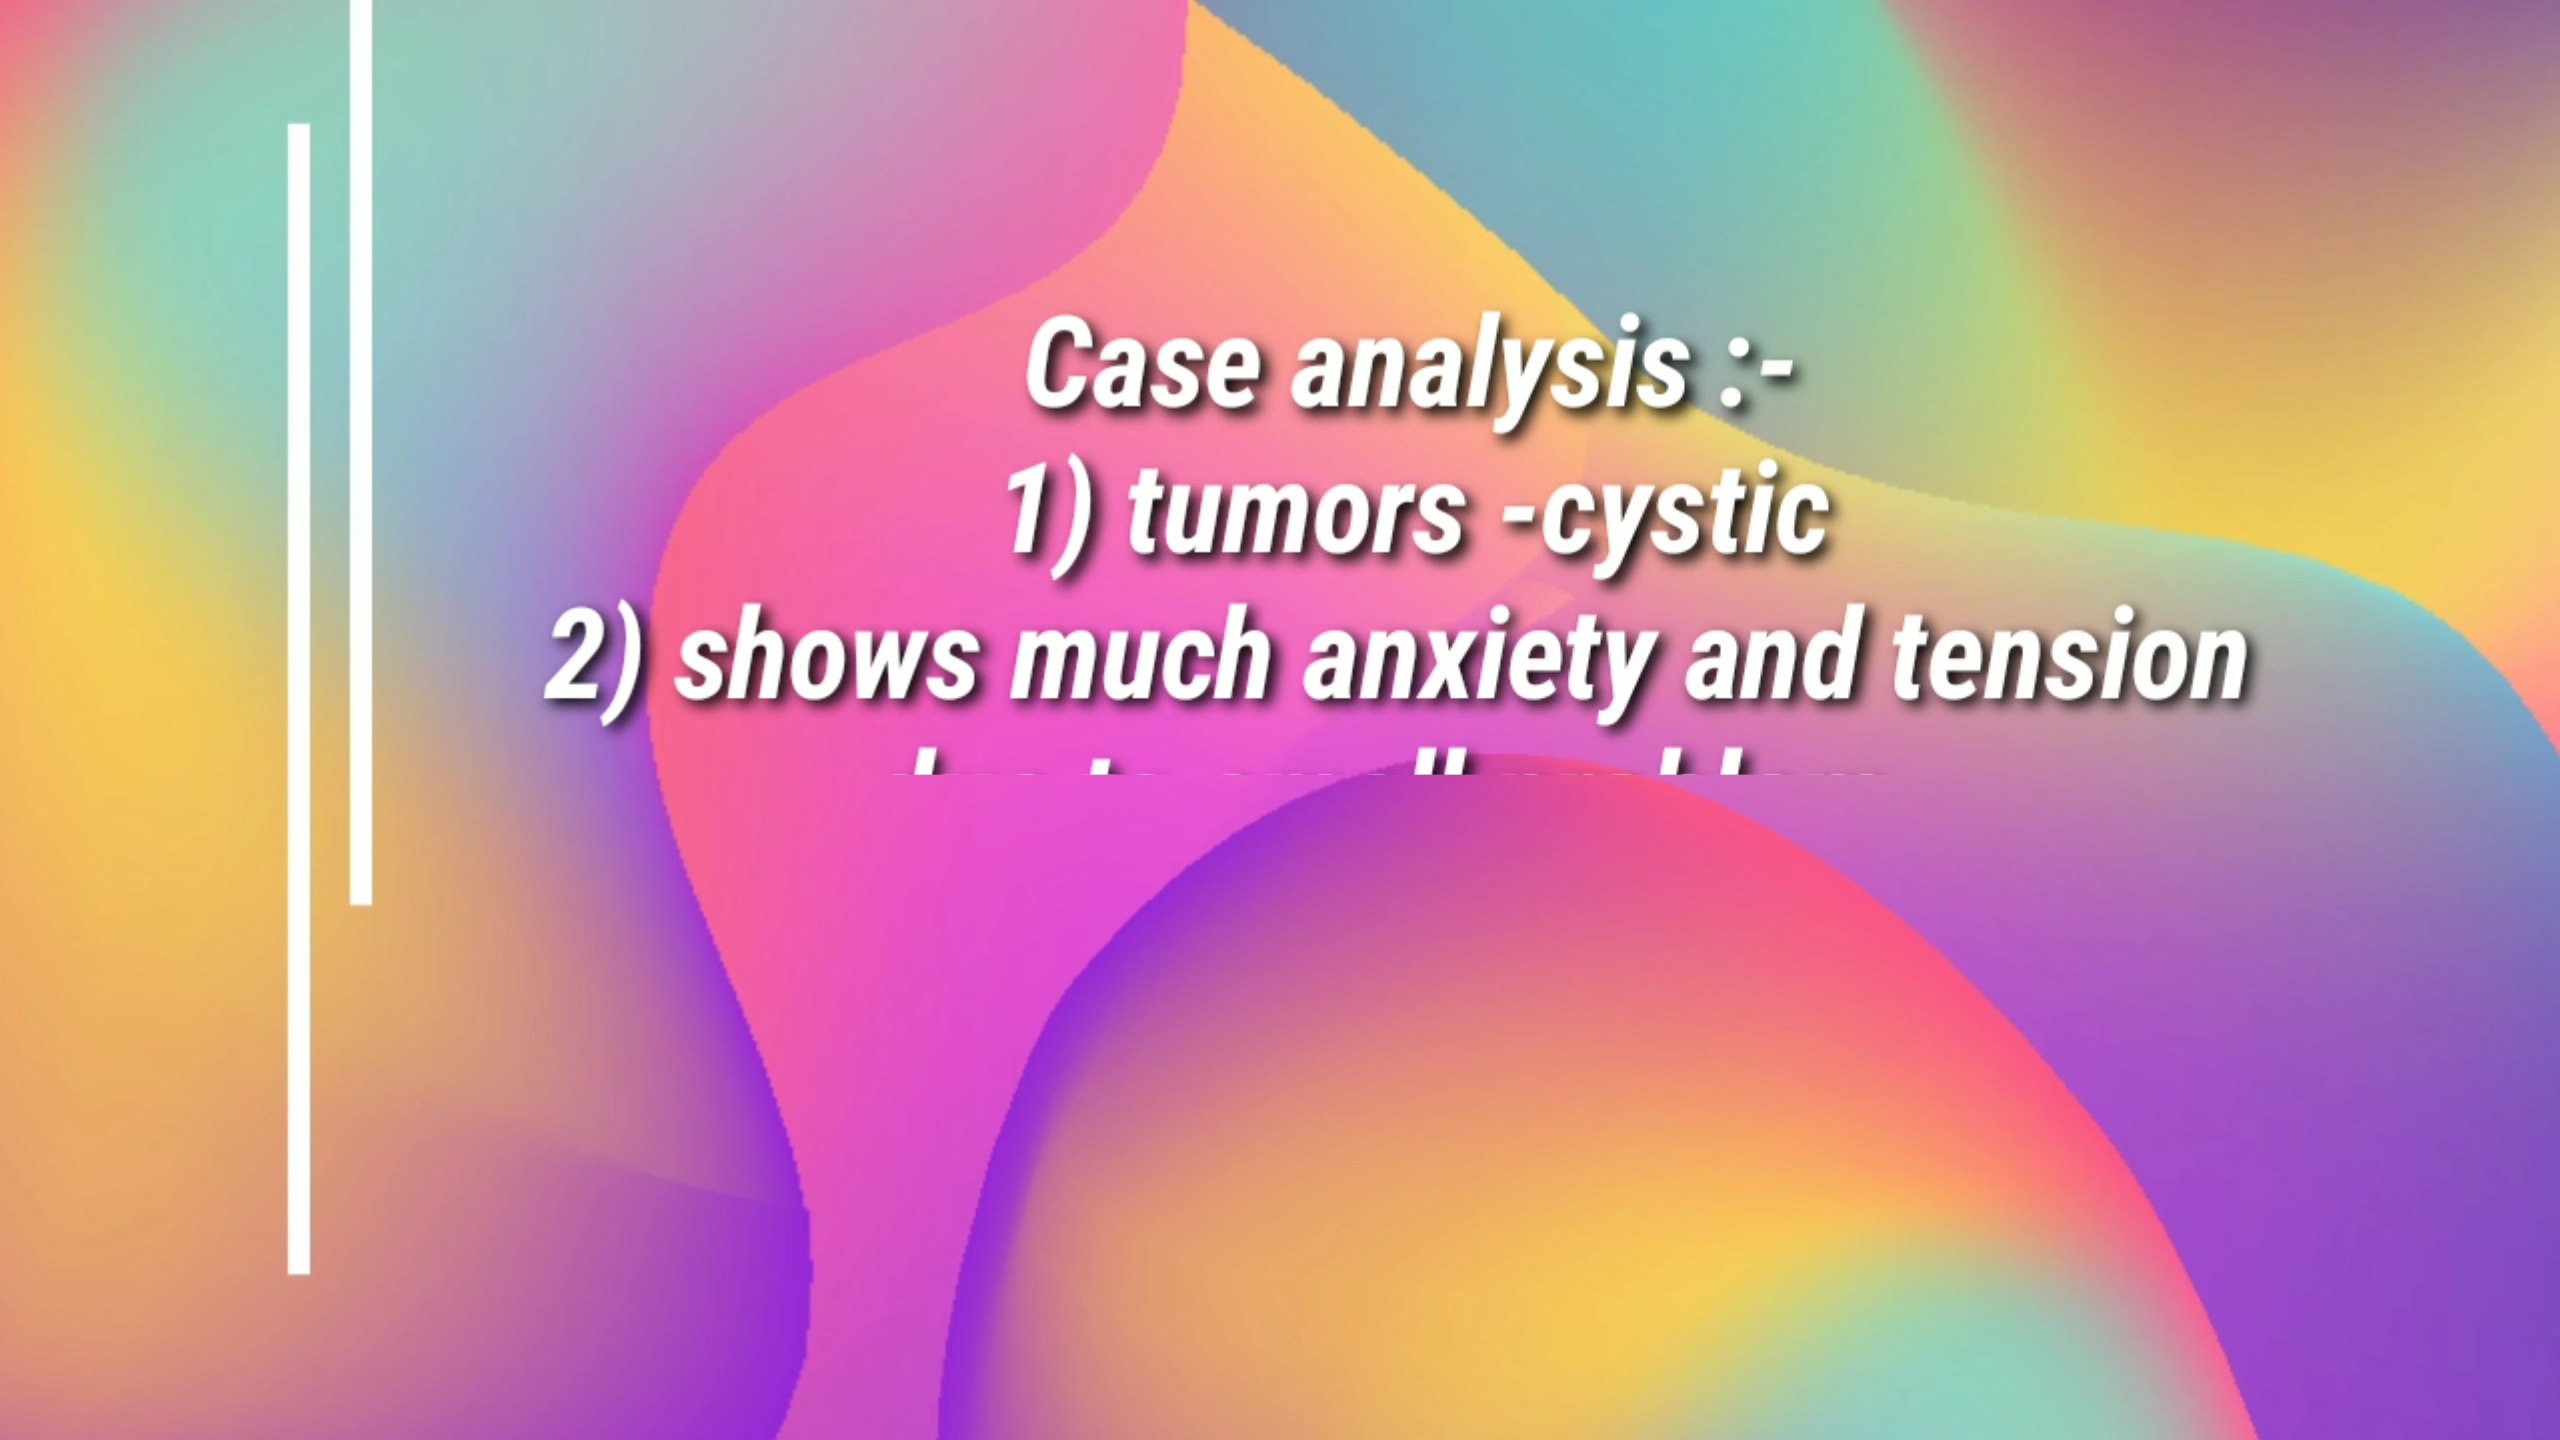 Case analysis :-
1) tumors -cystic
2) shows much anxiety and tension